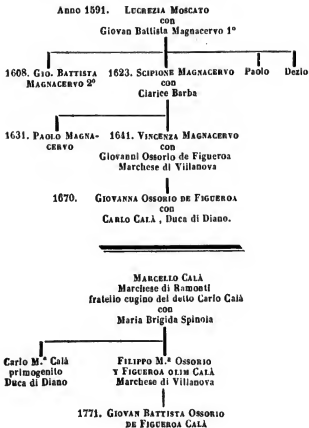 Anno 1591. Lucrezia Moscato
con
Giovan Battista Magnacervo 1º
1608. Gio. Battista Magnacervo 2º
1623. Scipione Magnacervo
con
Clarice Barba
Paolo
Dezio
1631. Paolo Magna-
cervo
1641. Vincenza Magnacervo
con
Giovanni Ossorio de Figueroa
Marchese di Villanova
1670. Giovanna Ossorio de Figueroa
con
Carlo Calà, Duca di Diano.
Marcello Calà
Marchese di Ramonti
fratello cugino del detto Carlo Calà
con
Maria Brigida Spinola
Carlo M.ª Calà
primogenito
Duca di Diano
Filippo M.ª Ossorio
y Figueroa olim Calà
Marchese di Villanova
1771. Giovan Battista Ossorio
de Figueroa Calà